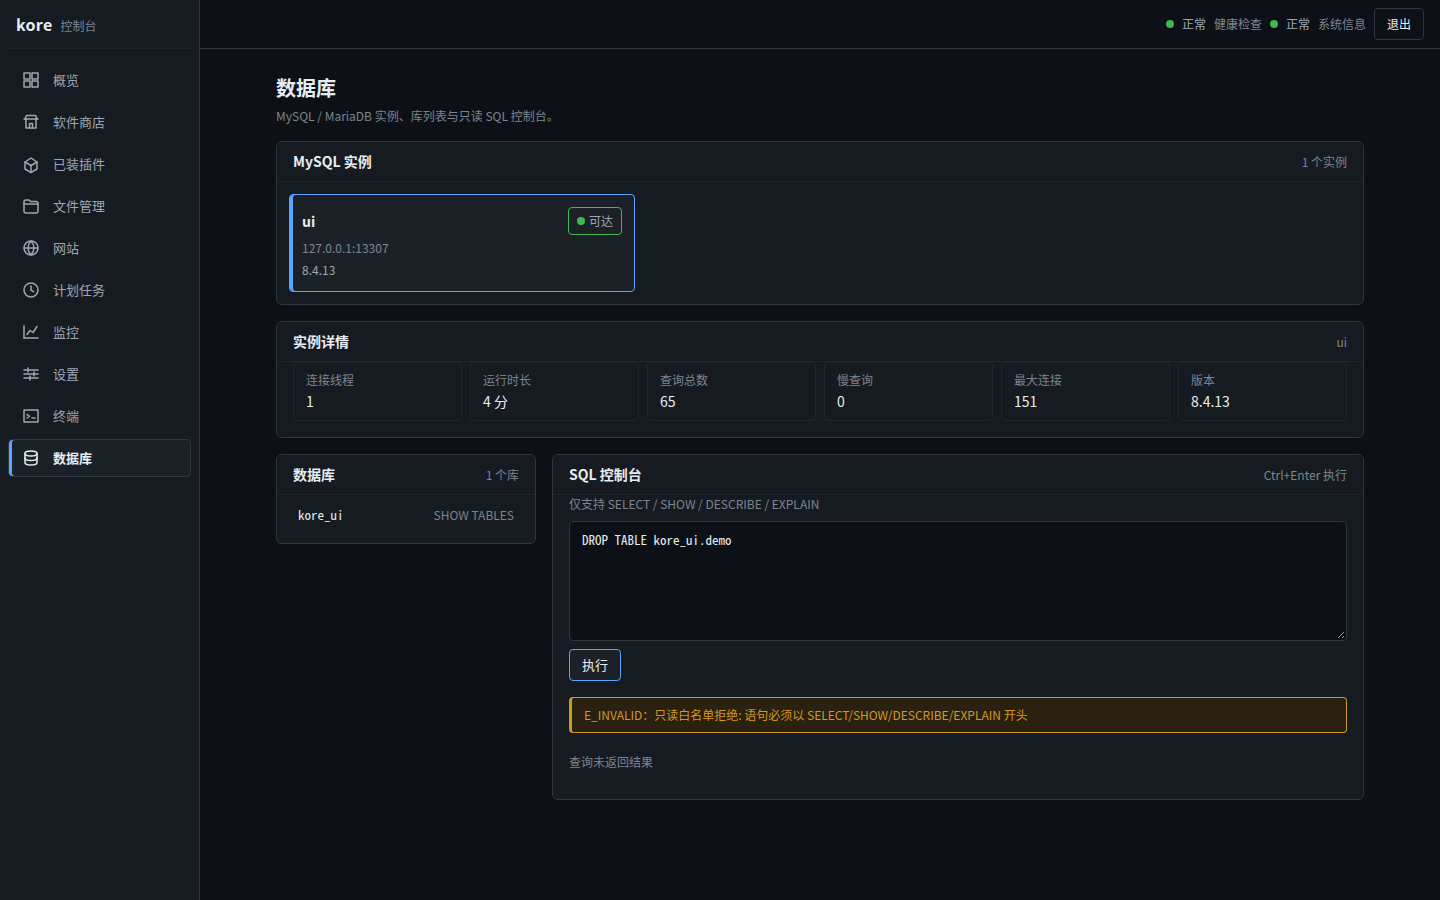 kore 控制台
正常 健康检查 正常 系统信息 退出
概览
软件商店
已装插件
文件管理
网站
计划任务
监控
设置
终端
数据库
数据库
MySQL / MariaDB 实例、库列表与只读 SQL 控制台。
MySQL 实例 1 个实例
ui 可达
127.0.0.1:13307
8.4.13
实例详情 ui
连接线程 运行时长 查询总数 慢查询 最大连接 版本
1 4 分 65 0 151 8.4.13
数据库 1 个库
kore_ui SHOW TABLES
SQL 控制台 Ctrl+Enter 执行
仅支持 SELECT / SHOW / DESCRIBE / EXPLAIN
DROP TABLE kore_ui.demo
执行
E_INVALID：只读白名单拒绝: 语句必须以 SELECT/SHOW/DESCRIBE/EXPLAIN 开头
查询未返回结果